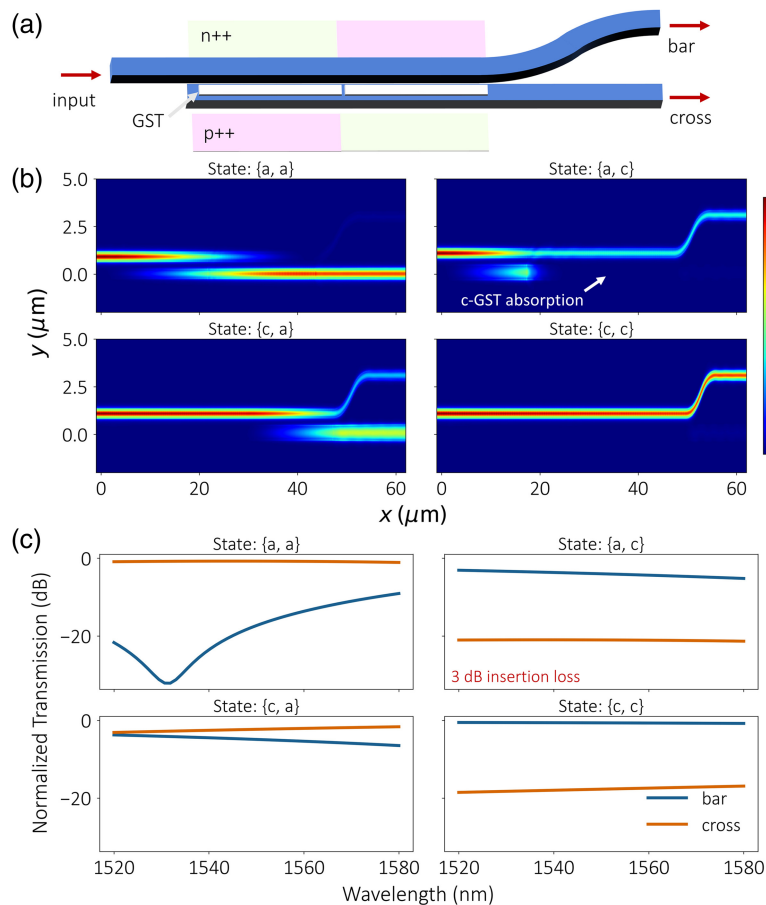 (a)
n++
bar
input
GST
cross
p++
(b)
State: {a, a}
State: {a, c}
5.0
2.5
0.0
c-GST absorption
State: {c, a}
State: {c, c}
5.0
2.5
0.0
y (μm)
0 20 40 60 0 20 40 60
x (μm)
(c)
State: {a, a}
State: {a, c}
0
−20
3 dB insertion loss
State: {c, a}
State: {c, c}
0
−20
bar
cross
Normalized Transmission (dB)
1520 1540 1560 1580 1520 1540 1560 1580
Wavelength (nm)